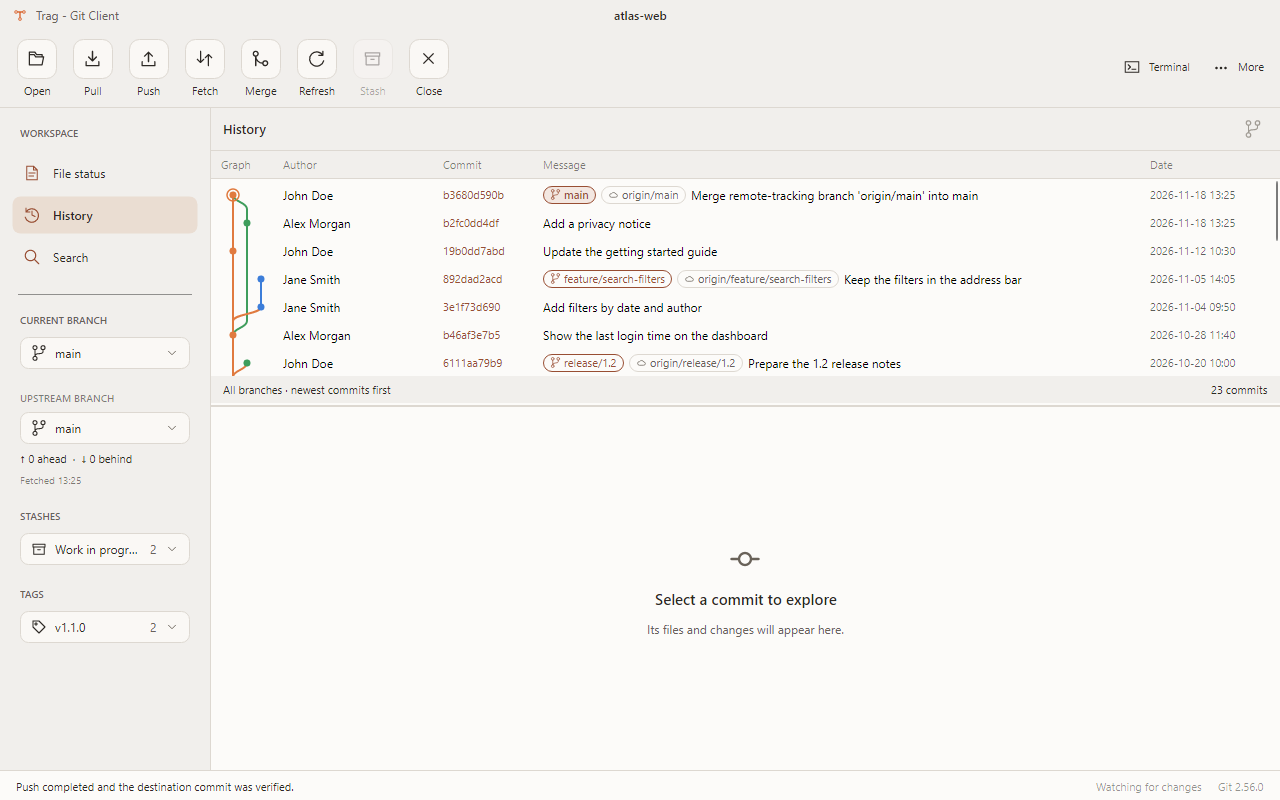 Trag - Git Client
atlas-web
Open Pull Push Fetch Merge Refresh Stash Close
Terminal More
WORKSPACE
File status
History
Search
CURRENT BRANCH
main
UPSTREAM BRANCH
main
↑ 0 ahead · ↓ 0 behind
Fetched 13:25
STASHES
Work in progr... 2
TAGS
v1.1.0 2
History
Graph Author Commit Message Date
John Doe b3680d590b main origin/main Merge remote-tracking branch 'origin/main' into main 2026-11-18 13:25
Alex Morgan b2fc0dd4df Add a privacy notice 2026-11-18 13:25
John Doe 19b0dd7abd Update the getting started guide 2026-11-12 10:30
Jane Smith 892dad2acd feature/search-filters origin/feature/search-filters Keep the filters in the address bar 2026-11-05 14:05
Jane Smith 3e1f73d690 Add filters by date and author 2026-11-04 09:50
Alex Morgan b46af3e7b5 Show the last login time on the dashboard 2026-10-28 11:40
John Doe 6111aa79b9 release/1.2 origin/release/1.2 Prepare the 1.2 release notes 2026-10-20 10:00
All branches · newest commits first 23 commits
Select a commit to explore
Its files and changes will appear here.
Push completed and the destination commit was verified.
Watching for changes Git 2.56.0